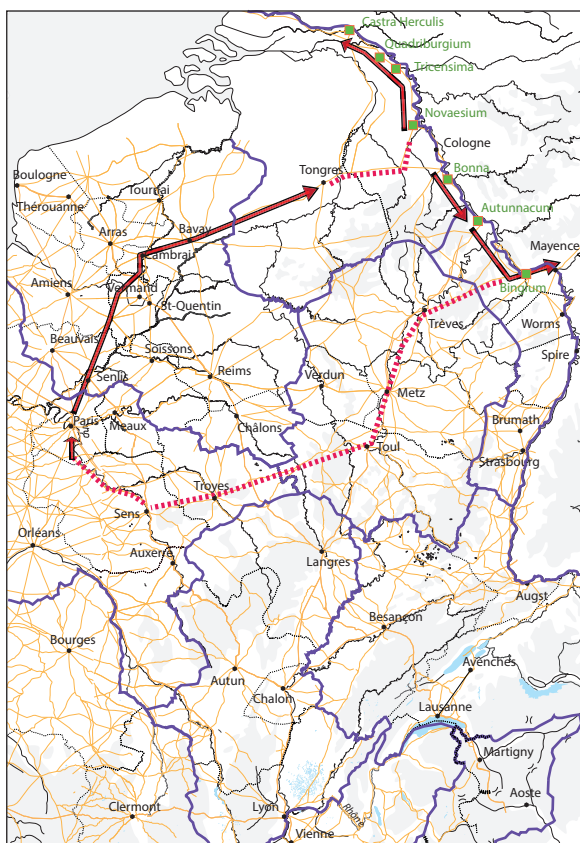 Castra Herculis
Quadriburgium
Tricensima
Novaesium
Cologne
Tongres
Bonna
Boulogne
Tournai
Thérouanne
Autunnacum
Arras
Bavay
Mayence
Cambrai
Bingium
Amiens
Vermand
St-Quentin
Trèves
Worms
Beauvais
Soissons
Spire
Reims
Verdun
Senlis
Metz
Paris
Meaux
Châlons
Brumath
Toul
Strasbourg
Troyes
Sens
Orléans
Auxerre
Langres
Augst
Besançon
Bourges
Avenches
Autun
Chalon
Lausanne
Martigny
Aoste
Clermont
Lyon
Rhône
Vienne